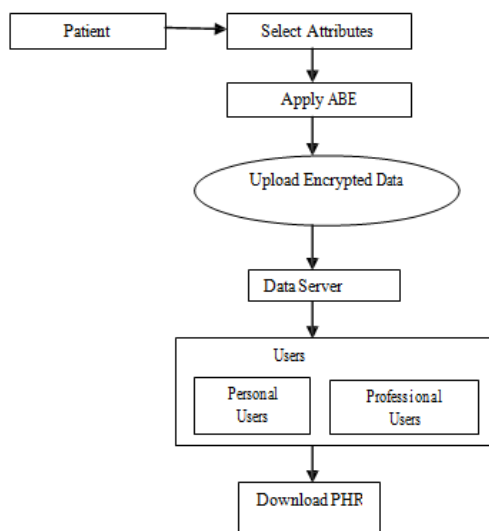 Patient
Select Attributes
Apply ABE
Upload Encrypted Data
Data Server
Users
Personal
Users
Professional
Users
Download PHR